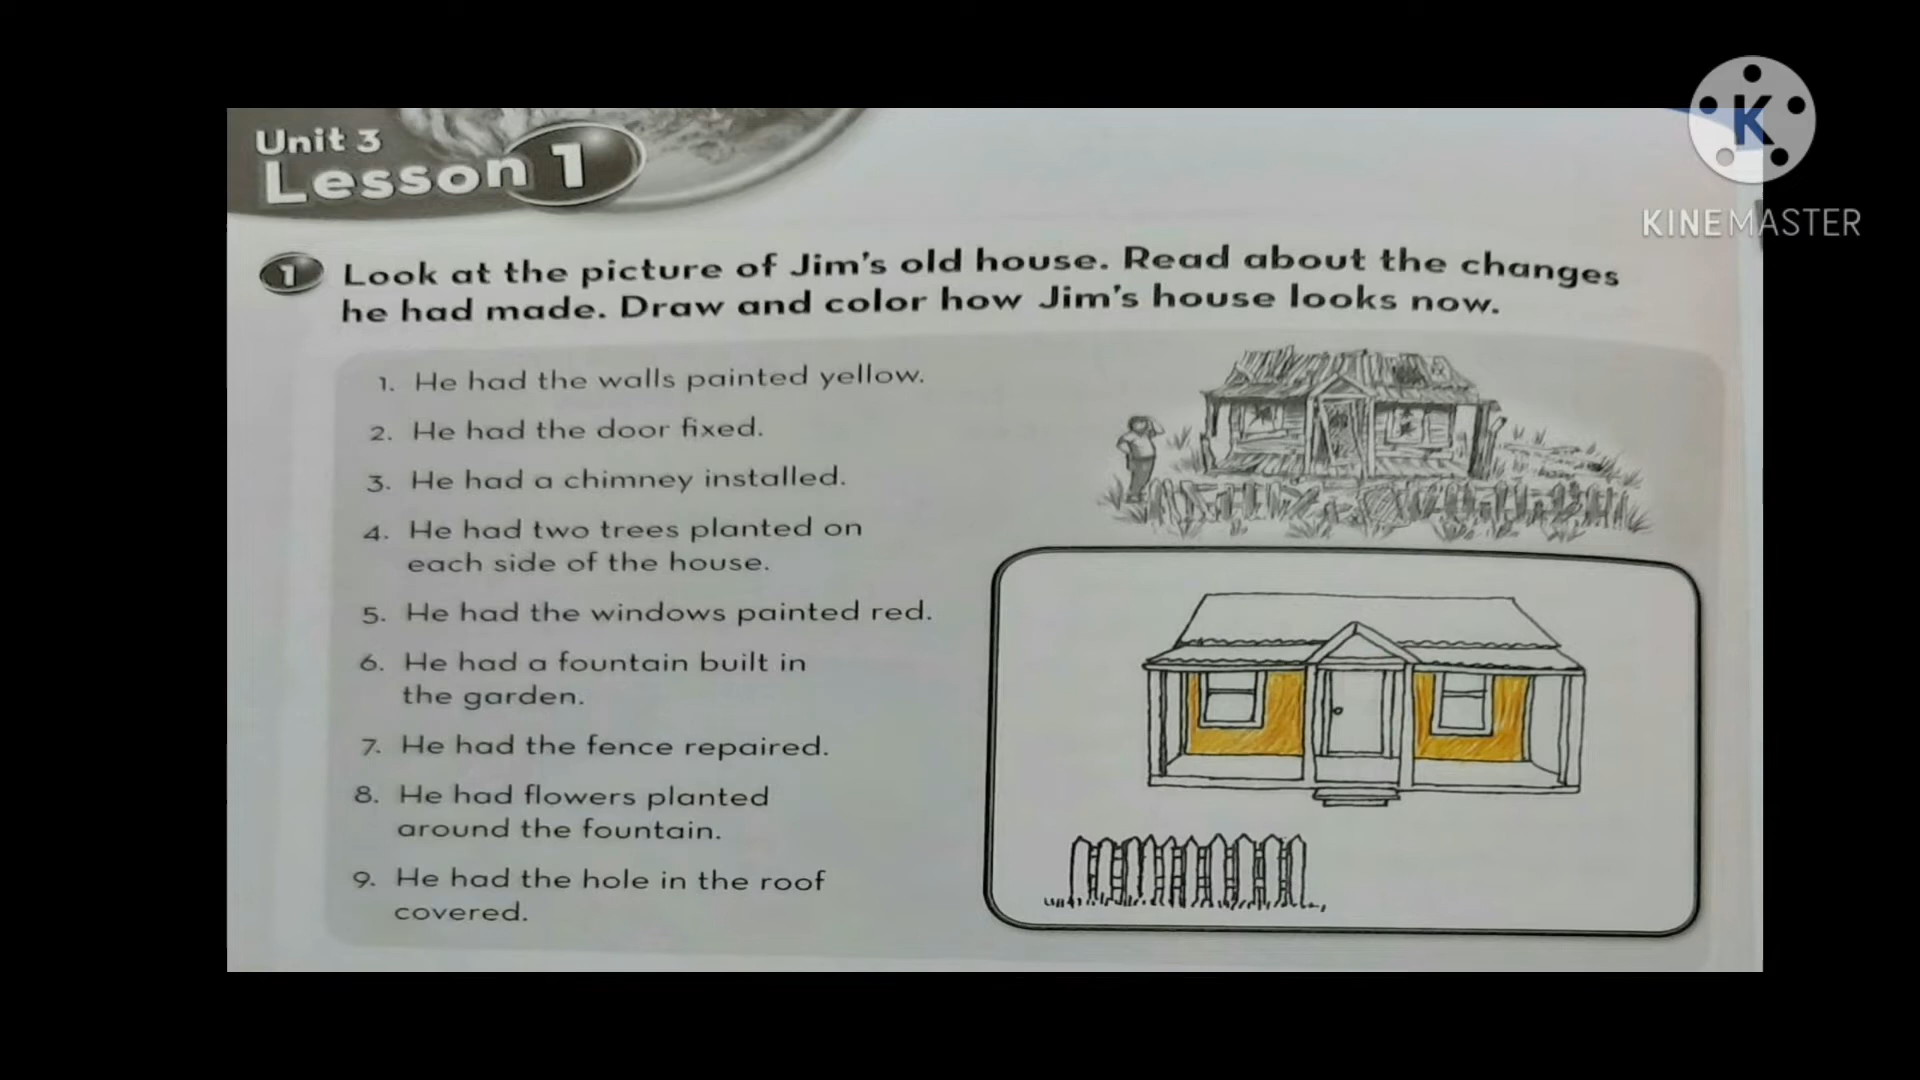 Unit 3
Lesson 1
1 Look at the picture of Jim's old house. Read about the changes
he had made. Draw and color how Jim's house looks now.
1. He had the walls painted yellow.
2. He had the door fixed.
3. He had a chimney installed.
4. He had two trees planted on
each side of the house.
5. He had the windows painted red.
6. He had a fountain built in
the garden.
7. He had the fence repaired.
8. He had flowers planted
around the fountain.
9. He had the hole in the roof
covered.
K
KINEMASTER